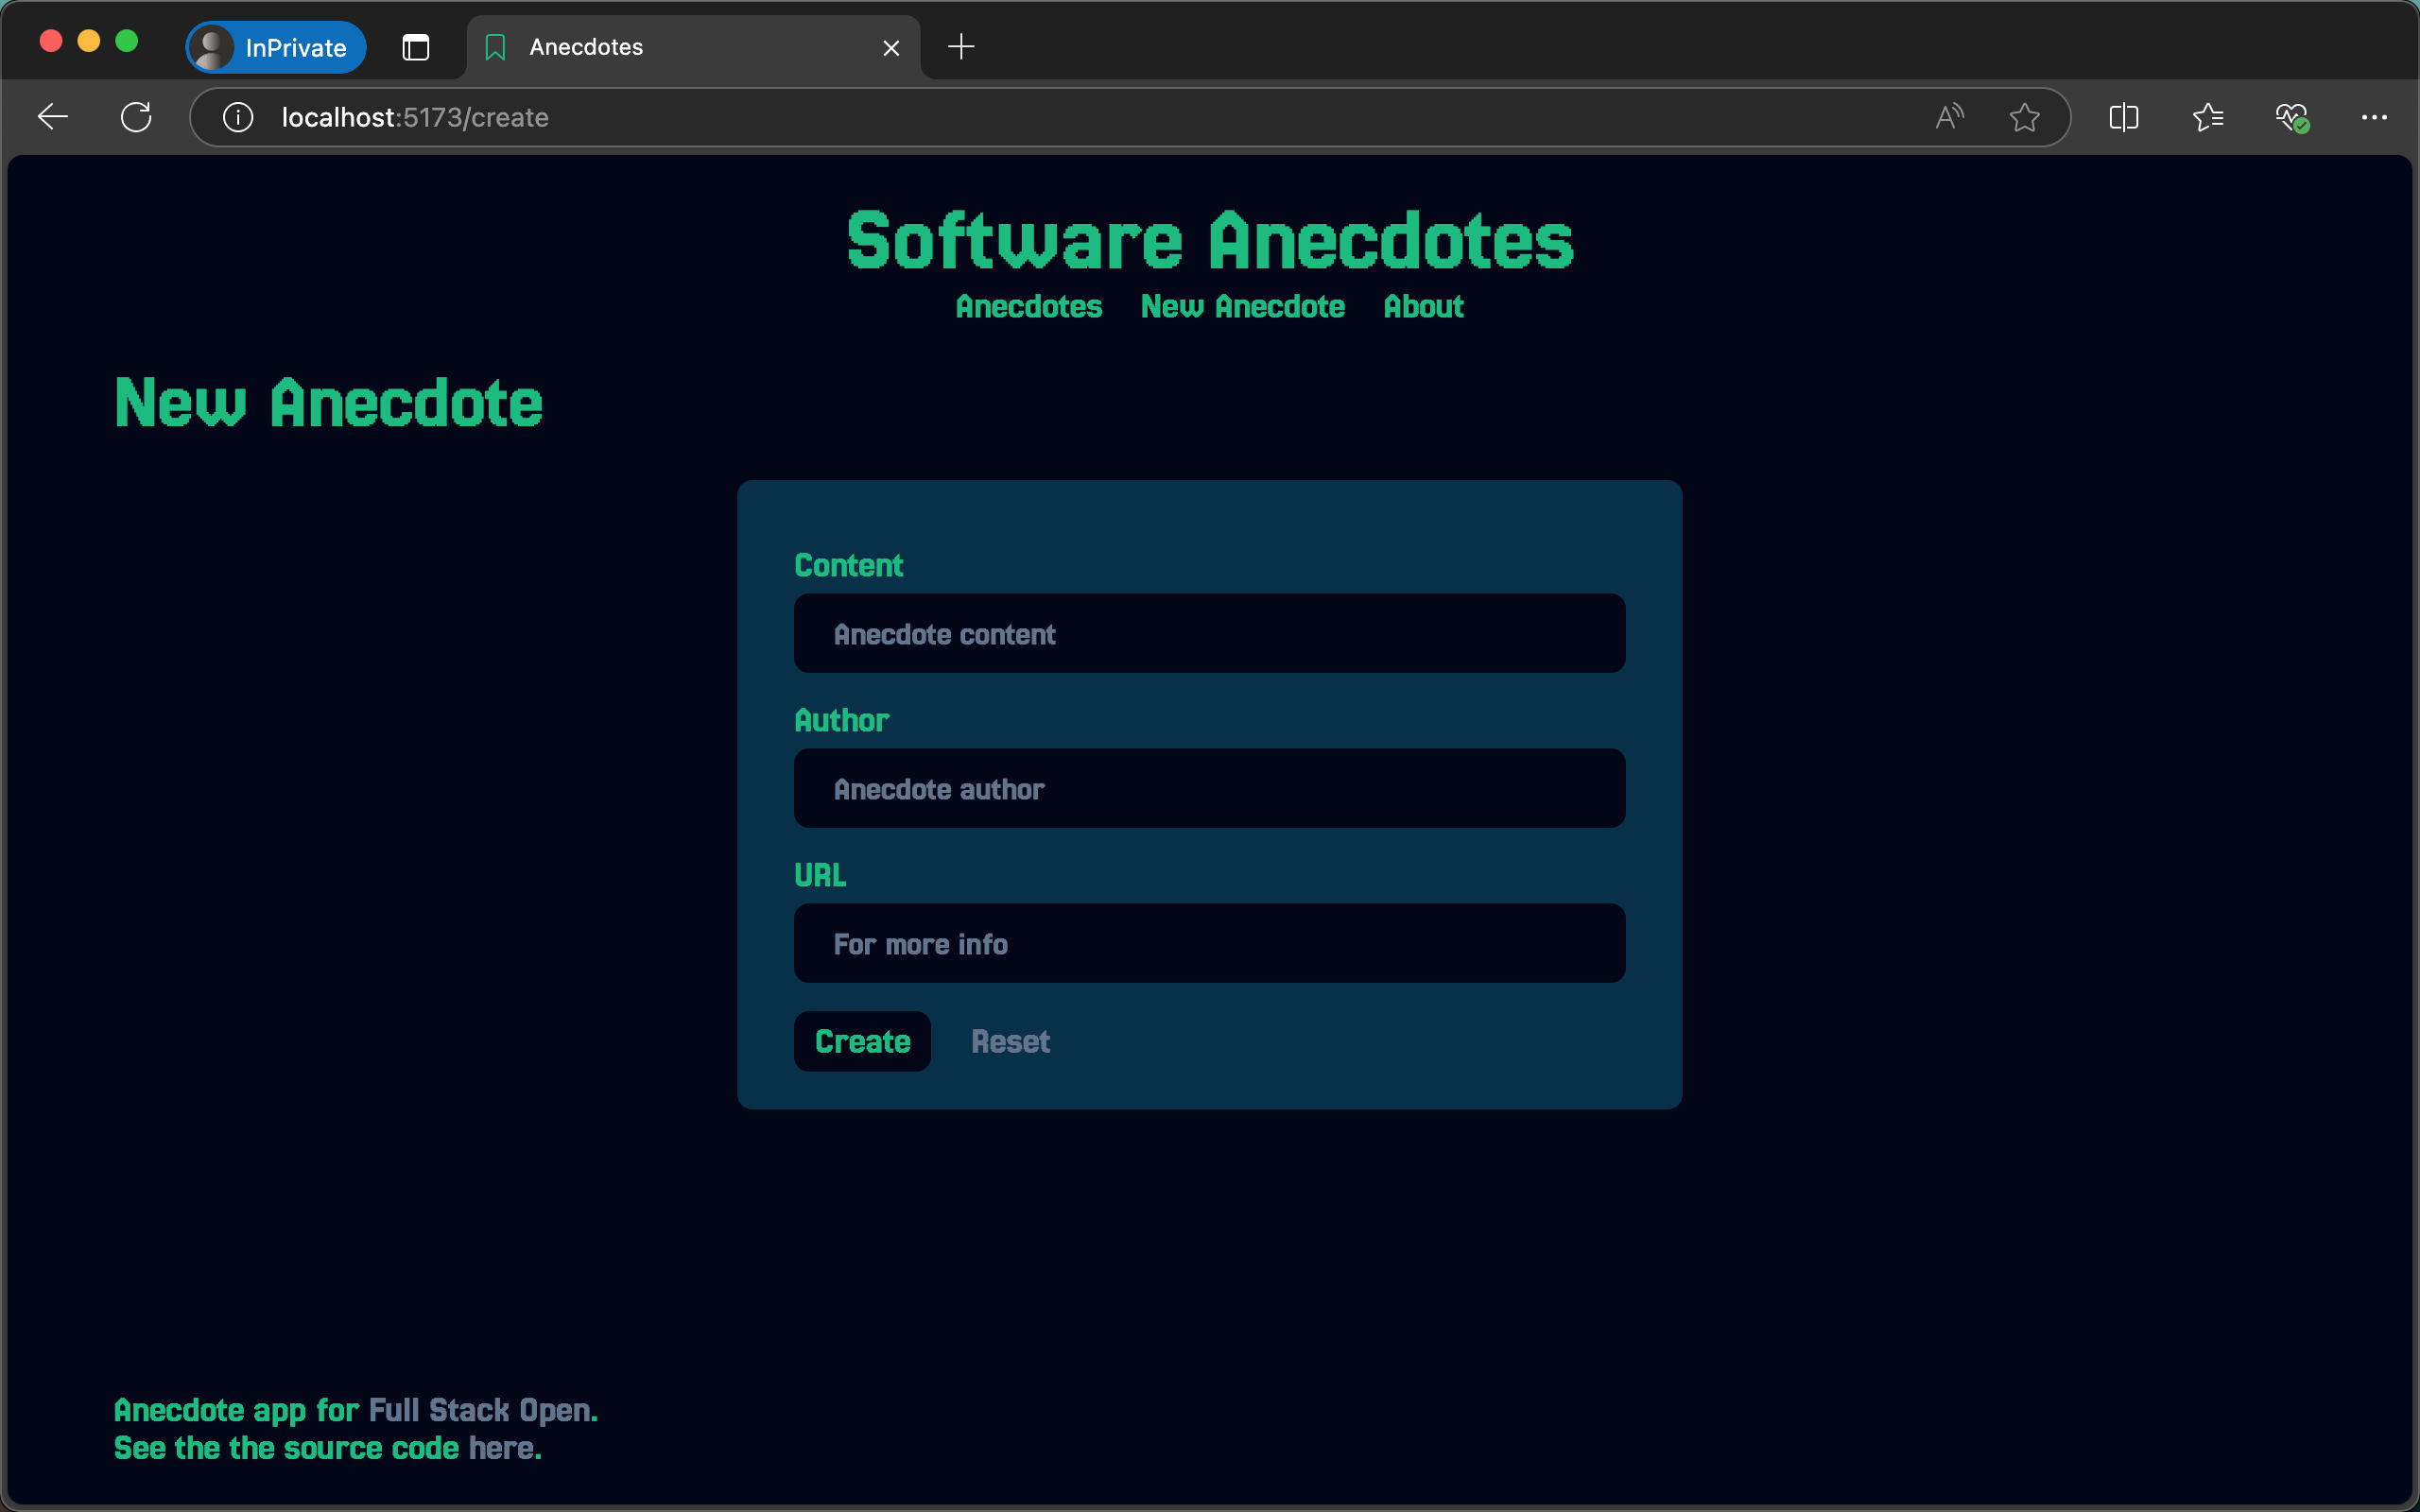 InPrivate
Anecdotes
localhost:5173/create
Software Anecdotes
Anecdotes New Anecdote About
New Anecdote
Content
Anecdote content
Author
Anecdote author
URL
For more info
Create Reset
Anecdote app for Full Stack Open.
See the the source code here.